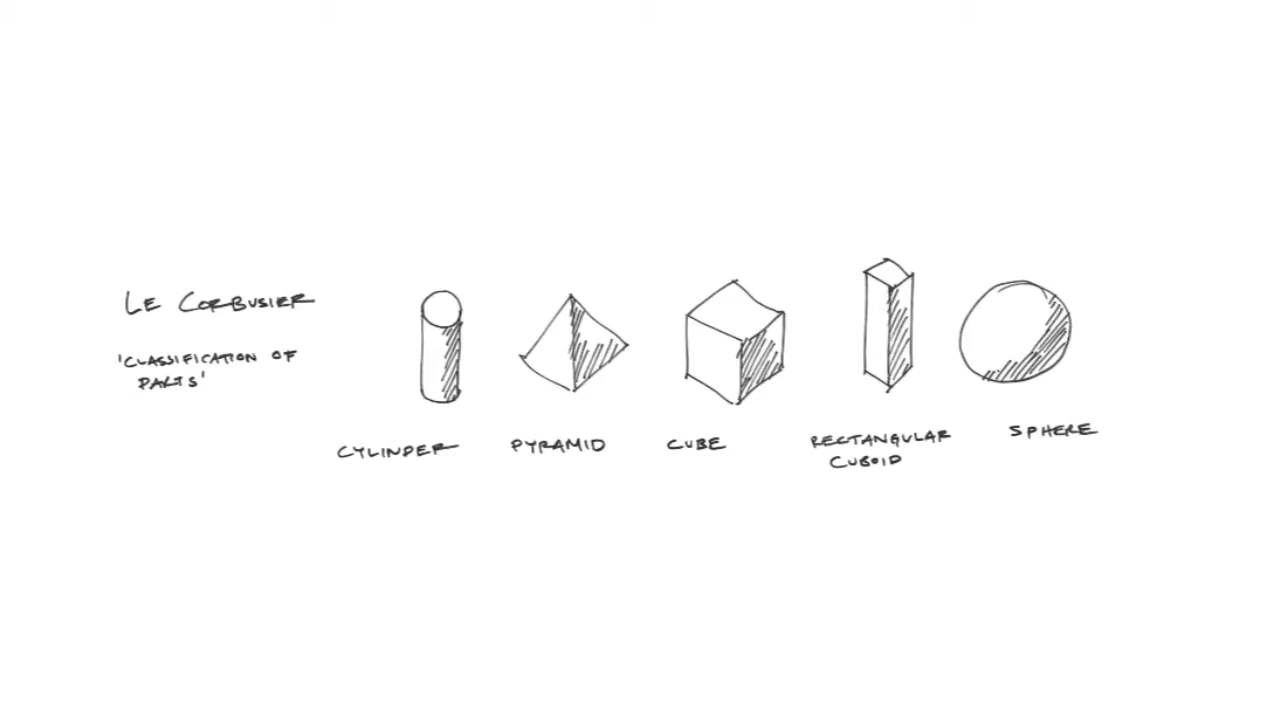 LE CORBUSIER
'CLASSIFICATION OF
PARTS'
CYLINDER
PYRAMID
CUBE
RECTANGULAR
CUBOID
SPHERE